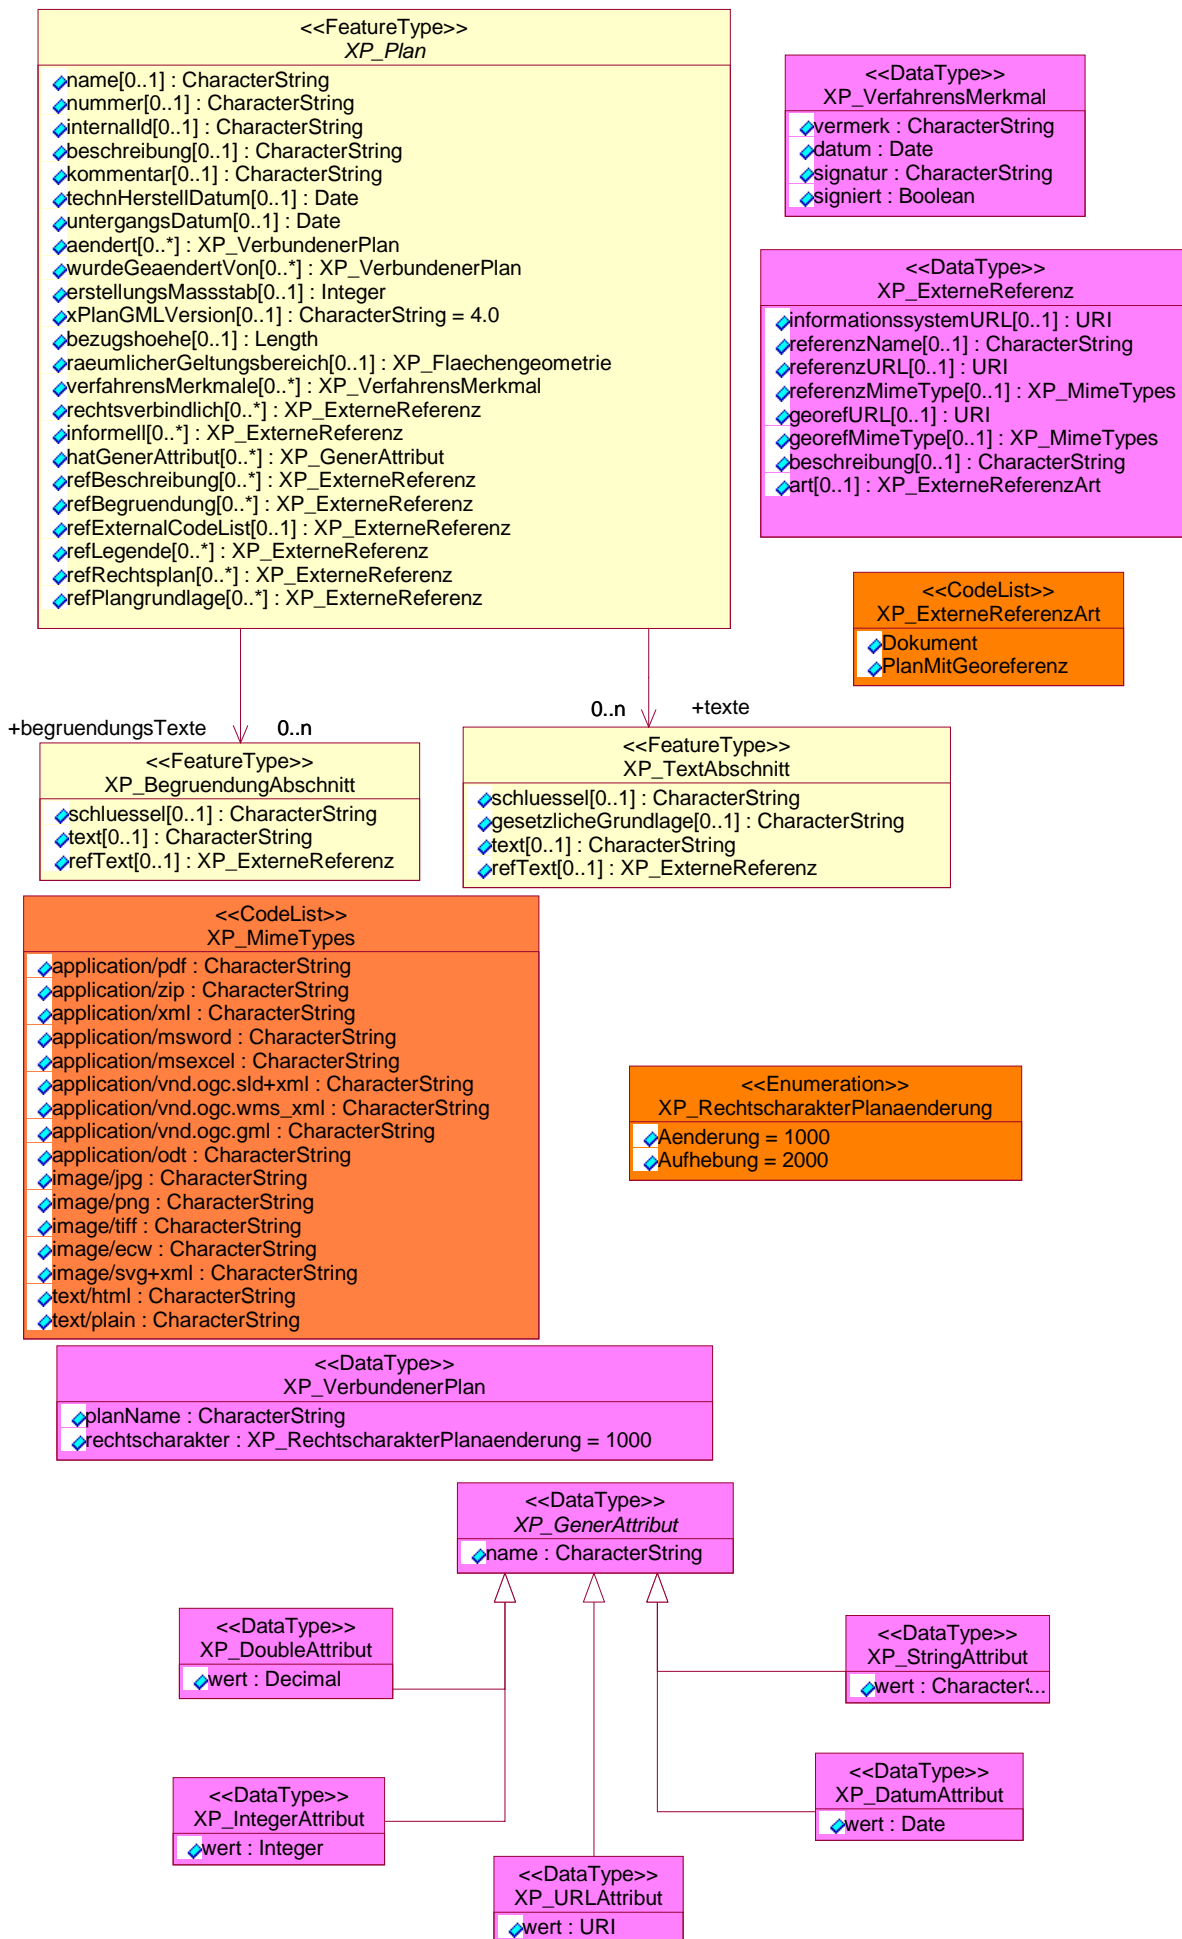 <<FeatureType>>
XP_Plan
name[0..1] : CharacterString
nummer[0..1] : CharacterString
internalId[0..1] : CharacterString
beschreibung[0..1] : CharacterString
kommentar[0..1] : CharacterString
technHerstellDatum[0..1] : Date
untergangsDatum[0..1] : Date
aendert[0..*] : XP_VerbundenerPlan
wurdeGeaendertVon[0..*] : XP_VerbundenerPlan
erstellungsMassstab[0..1] : Integer
xPlanGMLVersion[0..1] : CharacterString = 4.0
bezugshoehe[0..1] : Length
raeumlicherGeltungsbereich[0..1] : XP_Flaechengeometrie
verfahrensMerkmale[0..*] : XP_VerfahrensMerkmal
rechtsverbindlich[0..*] : XP_ExterneReferenz
informell[0..*] : XP_ExterneReferenz
hatGenerAttribut[0..*] : XP_GenerAttribut
refBeschreibung[0..*] : XP_ExterneReferenz
refBegruendung[0..*] : XP_ExterneReferenz
refExternalCodeList[0..1] : XP_ExterneReferenz
refLegende[0..*] : XP_ExterneReferenz
refRechtsplan[0..*] : XP_ExterneReferenz
refPlangrundlage[0..*] : XP_ExterneReferenz
<<DataType>>
XP_VerfahrensMerkmal
vermerk : CharacterString
datum : Date
signatur : CharacterString
signiert : Boolean
<<DataType>>
XP_ExterneReferenz
informationssystemURL[0..1] : URI
referenzName[0..1] : CharacterString
referenzURL[0..1] : URI
referenzMimeType[0..1] : XP_MimeTypes
georefURL[0..1] : URI
georefMimeType[0..1] : XP_MimeTypes
beschreibung[0..1] : CharacterString
art[0..1] : XP_ExterneReferenzArt
<<CodeList>>
XP_ExterneReferenzArt
Dokument
PlanMitGeoreferenz
+begruendungsTexte 0..n
0..n +texte
<<FeatureType>>
XP_BegruendungAbschnitt
schluessel[0..1] : CharacterString
text[0..1] : CharacterString
refText[0..1] : XP_ExterneReferenz
<<FeatureType>>
XP_TextAbschnitt
schluessel[0..1] : CharacterString
gesetzlicheGrundlage[0..1] : CharacterString
text[0..1] : CharacterString
refText[0..1] : XP_ExterneReferenz
<<CodeList>>
XP_MimeTypes
application/pdf : CharacterString
application/zip : CharacterString
application/xml : CharacterString
application/msword : CharacterString
application/msexcel : CharacterString
application/vnd.ogc.sld+xml : CharacterString
application/vnd.ogc.wms_xml : CharacterString
application/vnd.ogc.gml : CharacterString
application/odt : CharacterString
image/jpg : CharacterString
image/png : CharacterString
image/tiff : CharacterString
image/ecw : CharacterString
image/svg+xml : CharacterString
text/html : CharacterString
text/plain : CharacterString
<<Enumeration>>
XP_RechtscharakterPlanaenderung
Aenderung = 1000
Aufhebung = 2000
<<DataType>>
XP_VerbundenerPlan
planName : CharacterString
rechtscharakter : XP_RechtscharakterPlanaenderung = 1000
<<DataType>>
XP_GenerAttribut
name : CharacterString
<<DataType>>
XP_DoubleAttribut
wert : Decimal
<<DataType>>
XP_StringAttribut
wert : CharacterS...
<<DataType>>
XP_IntegerAttribut
wert : Integer
<<DataType>>
XP_DatumAttribut
wert : Date
<<DataType>>
XP_URLAttribut
wert : URI